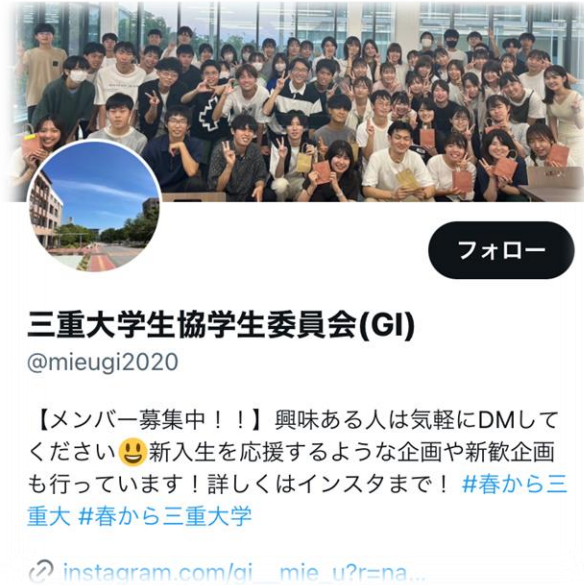 フォロー
三重大学生協学生委員会(GI)
@mieugi2020
【メンバー募集中！！】興味ある人は気軽にDMして
ください😃新入生を応援するような企画や新歓企画
も行っています！詳しくはインスタまで！ #春から三
重大 #春から三重大学
instagram.com/gi__mie_u?r=na...